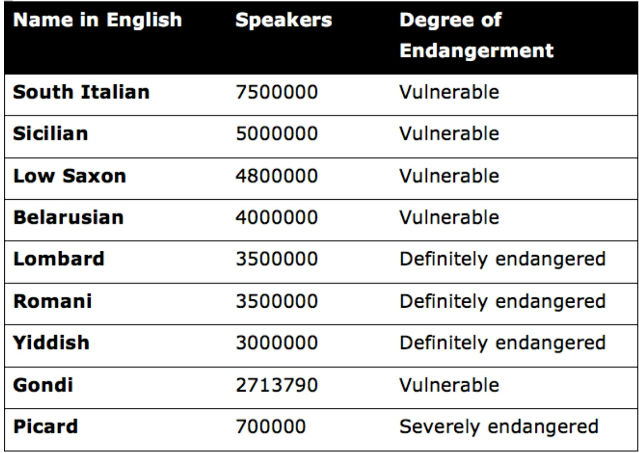 Name in English Speakers Degree of
Endangerment
South Italian 7500000 Vulnerable
Sicilian 5000000 Vulnerable
Low Saxon 4800000 Vulnerable
Belarusian 4000000 Vulnerable
Lombard 3500000 Definitely endangered
Romani 3500000 Definitely endangered
Yiddish 3000000 Definitely endangered
Gondi 2713790 Vulnerable
Picard 700000 Severely endangered